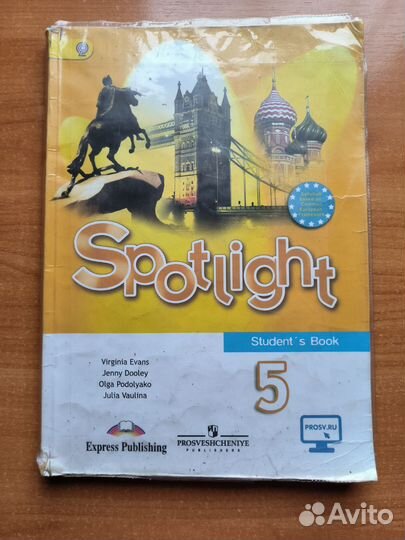 Spotlight
Student's Book
5
Virginia Evans
Jenny Dooley
Olga Podolyako
Julia Vaulina
PROSV.RU
Express Publishing
PROSVESHCHENIYE
PUBLISHERS
Avito